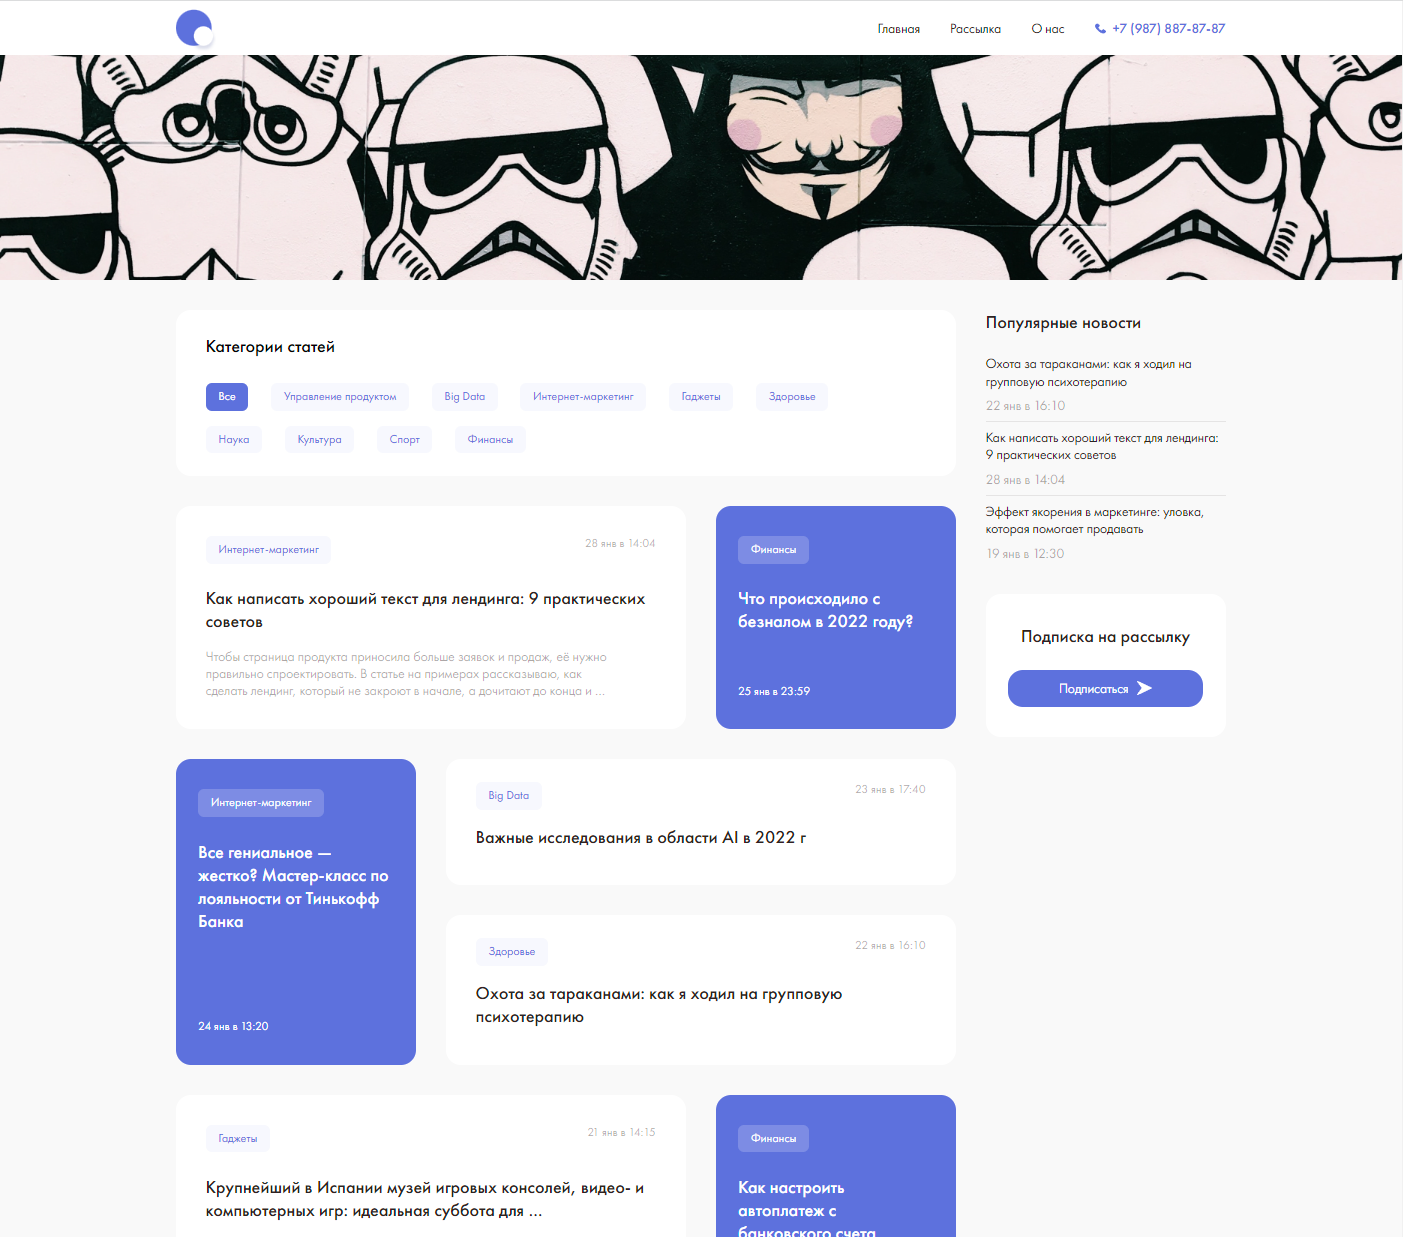 Главная
Рассылка
О нас
+7 (987) 887-87-87
Категории статей
Все
Управление продуктом
Big Data
Интернет-маркетинг
Гаджеты
Здоровье
Наука
Культура
Спорт
Финансы
Интернет-маркетинг
28 янв в 14:04
Как написать хороший текст для лендинга: 9 практических
советов
Чтобы страница продукта приносила больше заявок и продаж, её нужно
правильно спроектировать. В статье на примерах рассказываю, как
сделать лендинг, который не закроют в начале, а дочитают до конца и ...
Финансы
Что происходило с
безналом в 2022 году?
25 янв в 23:59
Интернет-маркетинг
Все гениальное —
жестко? Мастер-класс по
лояльности от Тинькофф
Банка
24 янв в 13:20
Big Data
23 янв в 17:40
Важные исследования в области AI в 2022 г
Здоровье
22 янв в 16:10
Охота за тараканами: как я ходил на групповую
психотерапию
Гаджеты
21 янв в 14:15
Крупнейший в Испании музей игровых консолей, видео- и
компьютерных игр: идеальная суббота для ...
Финансы
Как настроить
автоплатеж с
банковского счета
Популярные новости
Охота за тараканами: как я ходил на
групповую психотерапию
22 янв в 16:10
Как написать хороший текст для лендинга:
9 практических советов
28 янв в 14:04
Эффект якорения в маркетинге: уловка,
которая помогает продавать
19 янв в 12:30
Подписка на рассылку
Подписаться